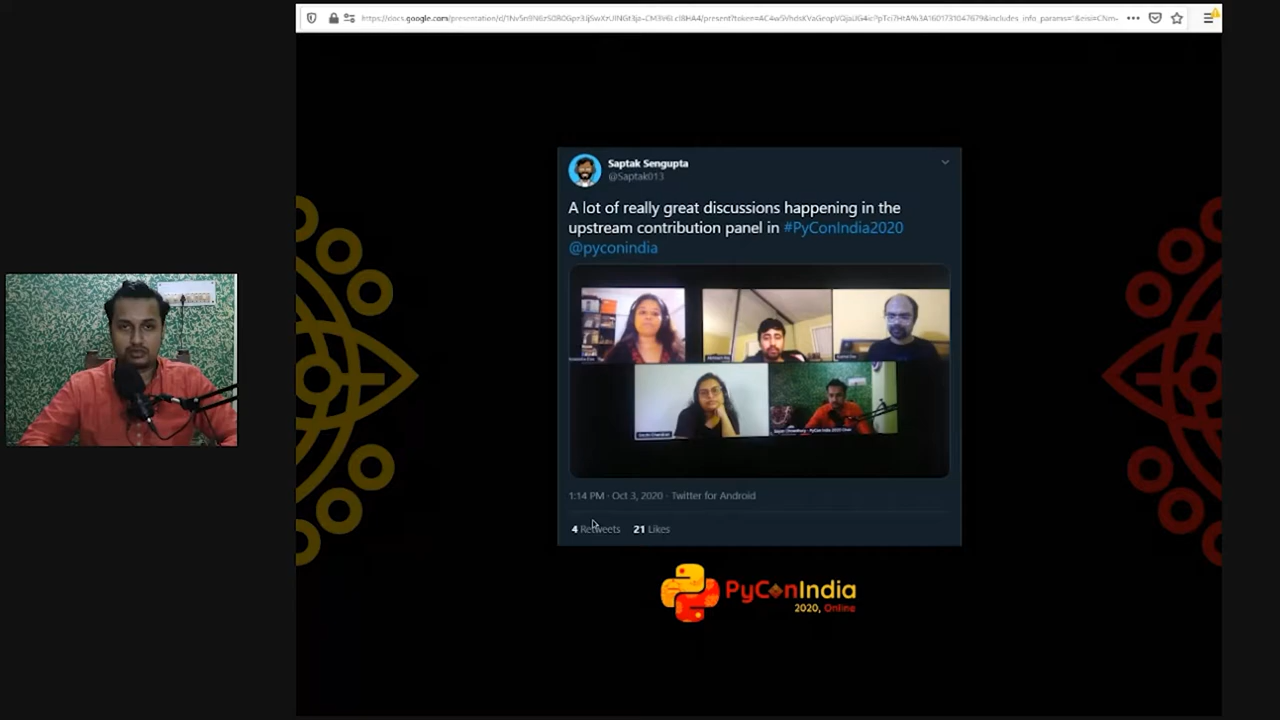 Saptak Sengupta
@Saptak013
A lot of really great discussions happening in the
upstream contribution panel in #PyConIndia2020
@pyconindia
1:14 PM · Oct 3, 2020 · Twitter for Android
4 Retweets 21 Likes
PyConIndia
2020, Online